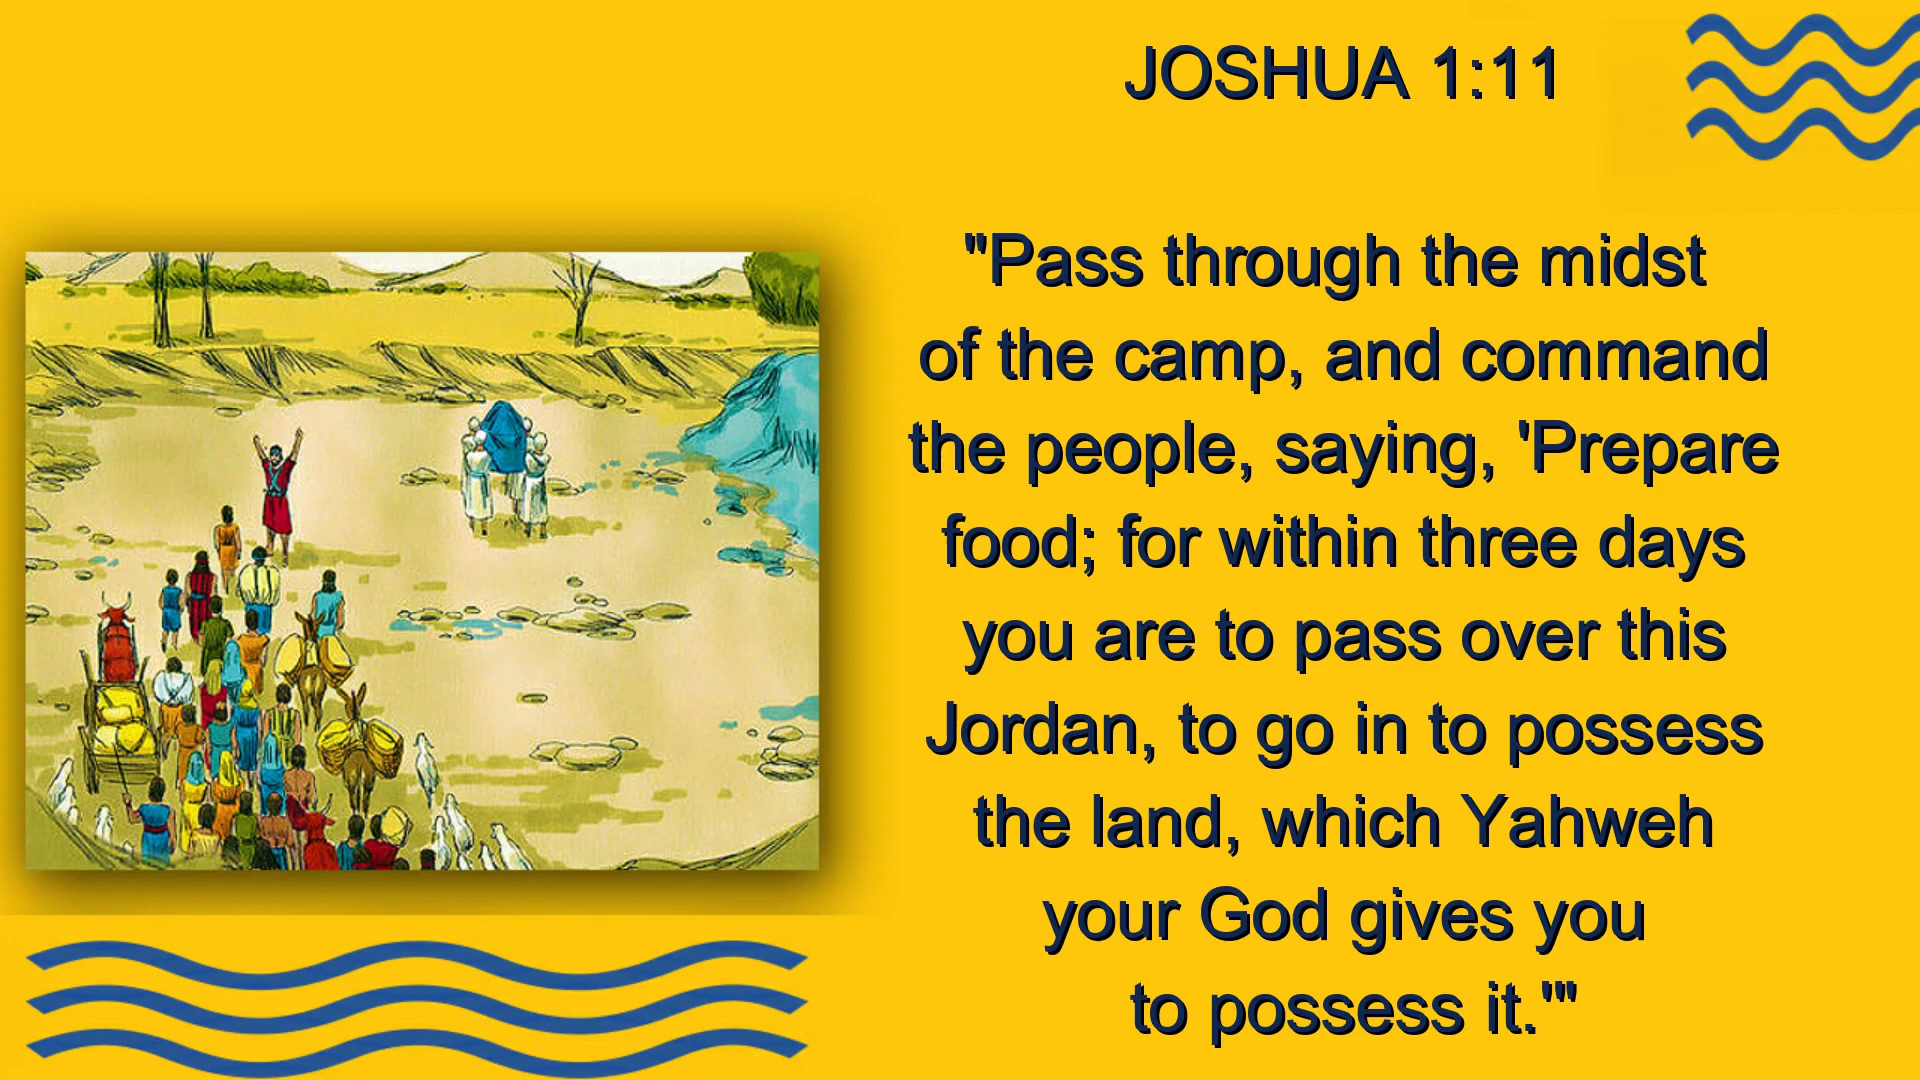 JOSHUA 1:11
"Pass through the midst
of the camp, and command
the people, saying, 'Prepare
food; for within three days
you are to pass over this
Jordan, to go in to possess
the land, which Yahweh
your God gives you
to possess it.'"